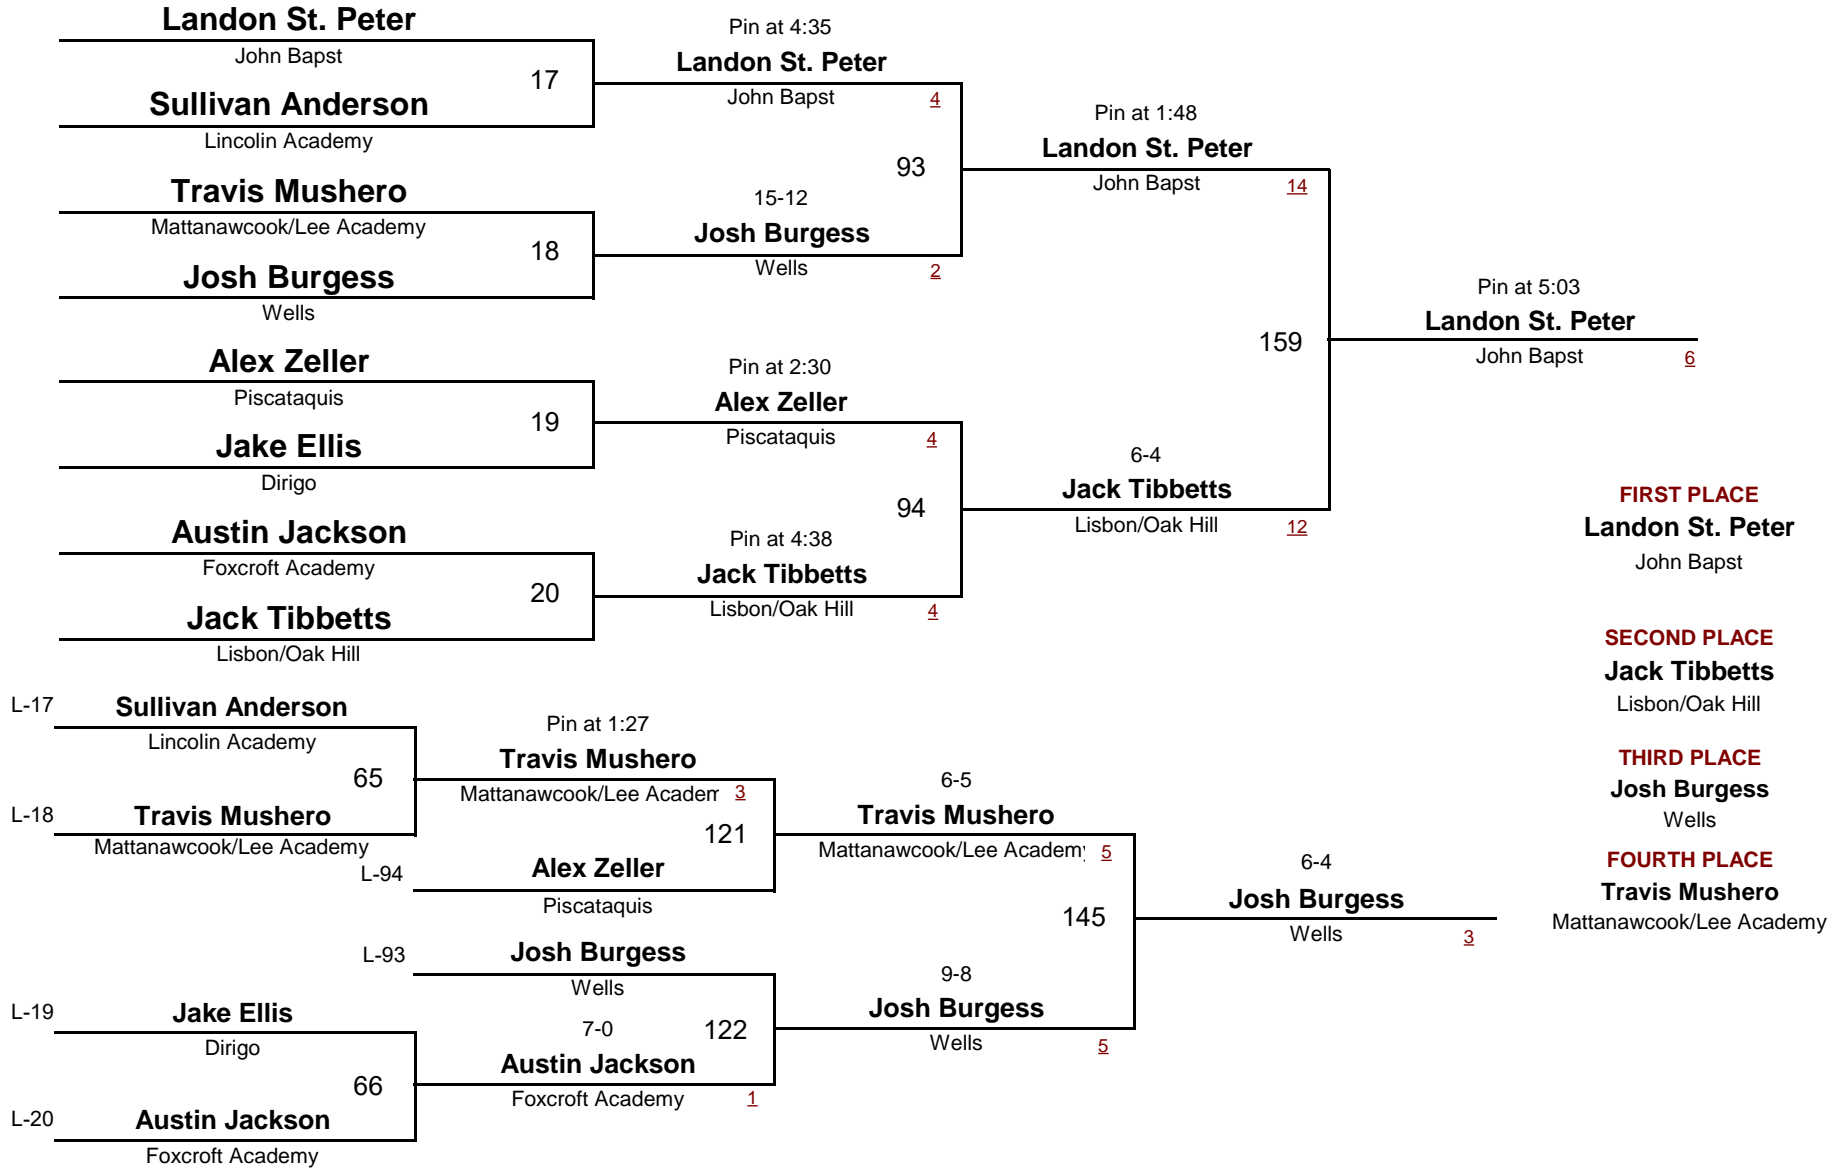 Landon St. Peter
John Bapst
17
Sullivan Anderson
Lincolin Academy
Pin at 4:35
Landon St. Peter
John Bapst
4
93
Travis Mushero
Mattanawcook/Lee Academy
18
Josh Burgess
Wells
15-12
Josh Burgess
Wells
2
Pin at 1:48
Landon St. Peter
John Bapst
14
Alex Zeller
Piscataquis
19
Jake Ellis
Dirigo
Pin at 2:30
Alex Zeller
Piscataquis
4
94
Austin Jackson
Foxcroft Academy
20
Jack Tibbetts
Lisbon/Oak Hill
Pin at 4:38
Jack Tibbetts
Lisbon/Oak Hill
4
6-4
Jack Tibbetts
Lisbon/Oak Hill
12
159
Pin at 5:03
Landon St. Peter
John Bapst
6
FIRST PLACE
Landon St. Peter
John Bapst
SECOND PLACE
Jack Tibbetts
Lisbon/Oak Hill
THIRD PLACE
Josh Burgess
Wells
FOURTH PLACE
Travis Mushero
Mattanawcook/Lee Academy
L-17
Sullivan Anderson
Lincolin Academy
65
L-18
Travis Mushero
Mattanawcook/Lee Academy
Pin at 1:27
Travis Mushero
Mattanawcook/Lee Academ
3
121
L-94
Alex Zeller
Piscataquis
6-5
Travis Mushero
Mattanawcook/Lee Academy
5
145
L-93
Josh Burgess
Wells
122
L-19
Jake Ellis
Dirigo
66
L-20
Austin Jackson
Foxcroft Academy
7-0
Austin Jackson
Foxcroft Academy
1
9-8
Josh Burgess
Wells
5
6-4
Josh Burgess
Wells
3